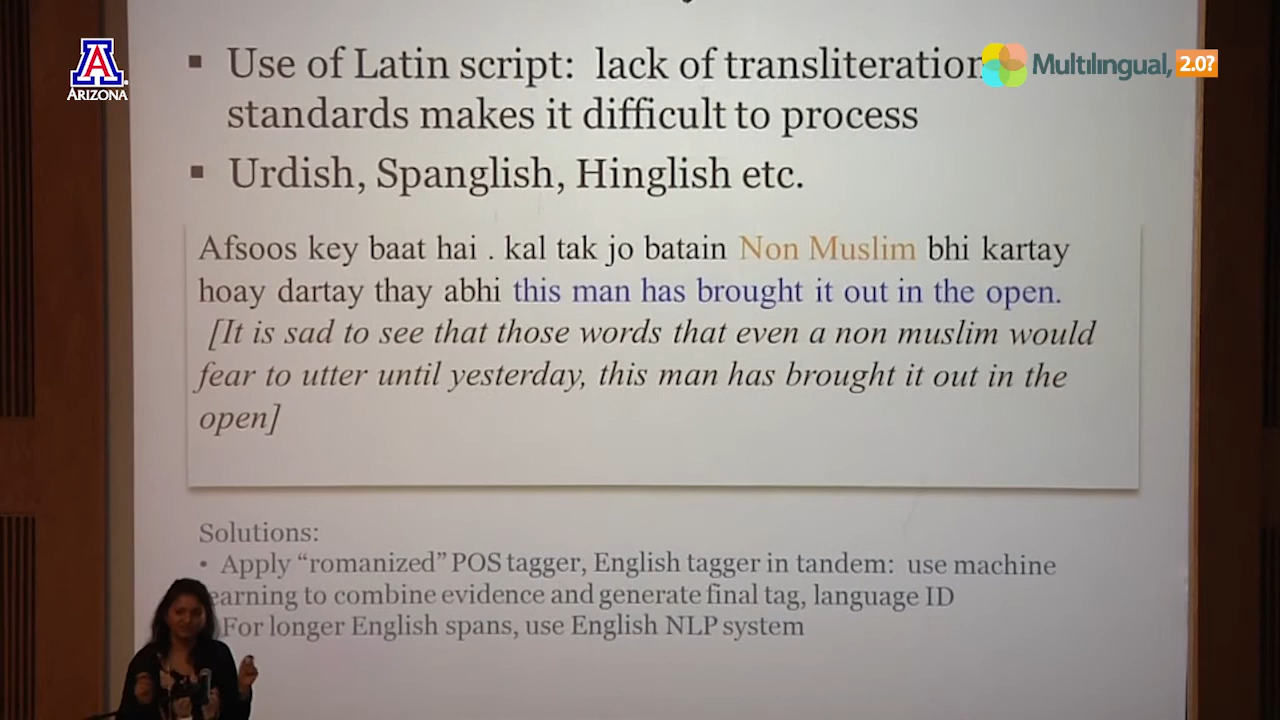 ▪ Use of Latin script: lack of transliteration
standards makes it difficult to process
▪ Urdish, Spanglish, Hinglish etc.
Afsoos key baat hai . kal tak jo batain Non Muslim bhi kartay
hoay dartay thay abhi this man has brought it out in the open.
[It is sad to see that those words that even a non muslim would
fear to utter until yesterday, this man has brought it out in the
open]
Solutions:
• Apply “romanized” POS tagger, English tagger in tandem: use machine
learning to combine evidence and generate final tag, language ID
For longer English spans, use English NLP system
A
ARIZONA
Multilingual, 2.0?